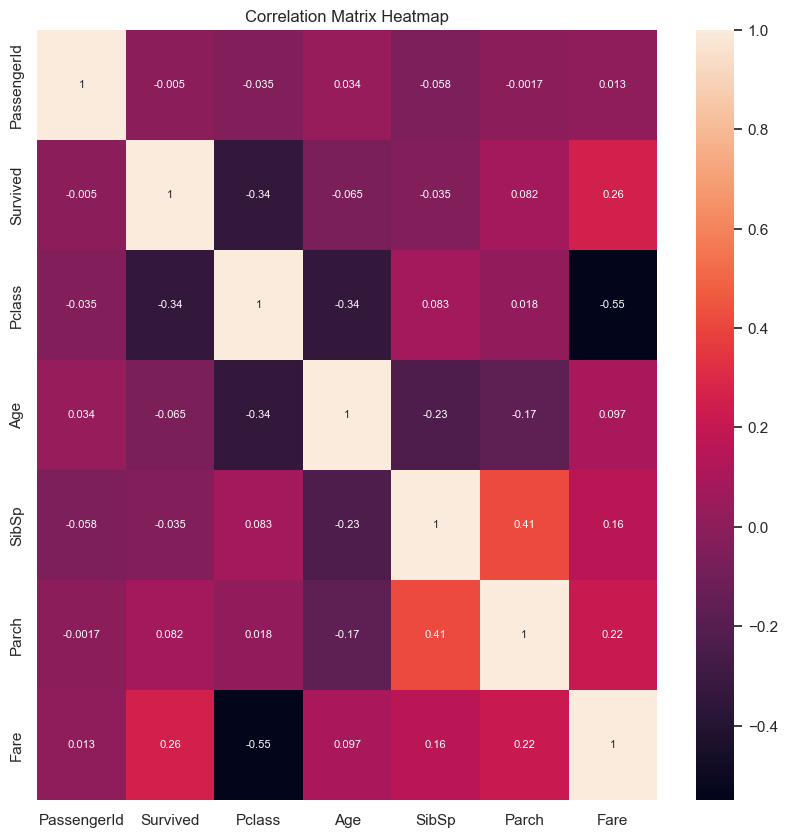 Correlation Matrix Heatmap
PassengerId 1 -0.005 -0.035 0.034 -0.058 -0.0017 0.013
Survived -0.005 1 -0.34 -0.065 -0.035 0.082 0.26
Pclass -0.035 -0.34 1 -0.34 0.083 0.018 -0.55
Age 0.034 -0.065 -0.34 1 -0.23 -0.17 0.097
SibSp -0.058 -0.035 0.083 -0.23 1 0.41 0.16
Parch -0.0017 0.082 0.018 -0.17 0.41 1 0.22
Fare 0.013 0.26 -0.55 0.097 0.16 0.22 1
PassengerId Survived Pclass Age SibSp Parch Fare
1.0
0.8
0.6
0.4
0.2
0.0
−0.2
−0.4